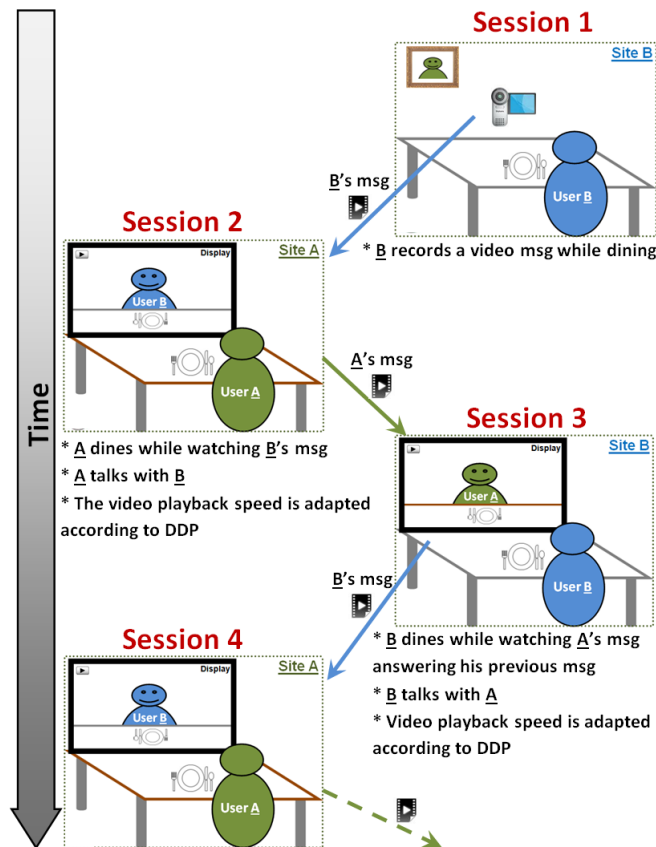 Session 1
Site B
User B
B's msg
* B records a video msg while dining
Session 2
Display
Site A
User B
User A
A's msg
* A dines while watching B's msg
* A talks with B
* The video playback speed is adapted
according to DDP
Session 3
Site B
Display
User A
User B
B's msg
* B dines while watching A's msg
answering his previous msg
* B talks with A
* Video playback speed is adapted
according to DDP
Session 4
Display
Site A
User B
User A
Time